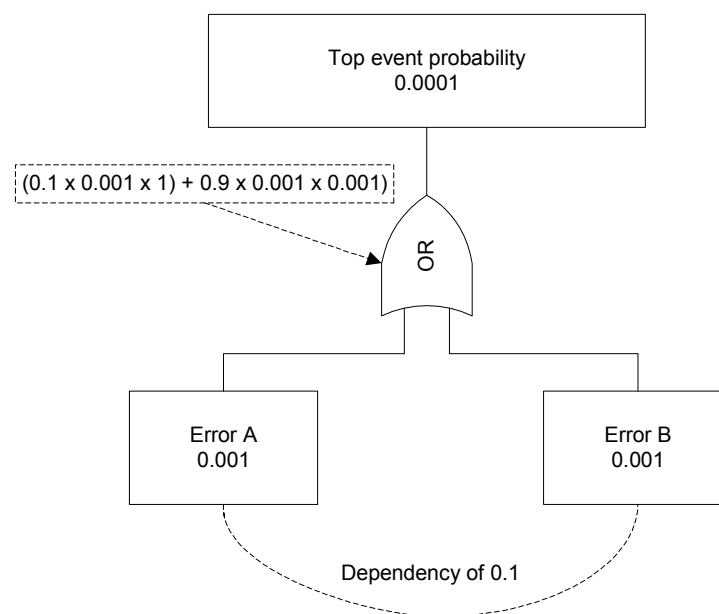 Top event probability
0.0001
(0.1 x 0.001 x 1) + 0.9 x 0.001 x 0.001)
OR
Error A
0.001
Error B
0.001
Dependency of 0.1